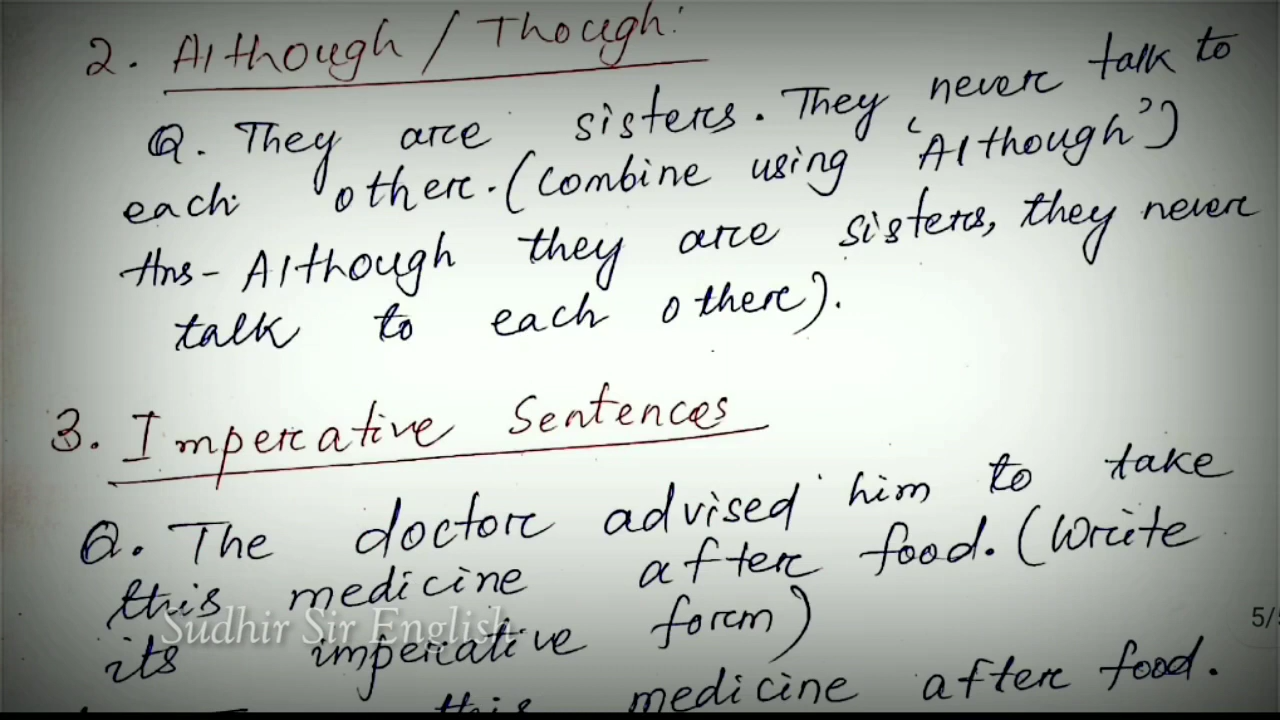 2. Although / Though:
Q. They are sisters. They never talk to
each other. (Combine using 'Although')
Ans - Although they are sisters, they never
talk to each other).
3. Imperative Sentences
Q. The doctor advised him to take
this medicine after food. (Write
its imperative form)
Sudhir Sir English
this medicine after food.
5/